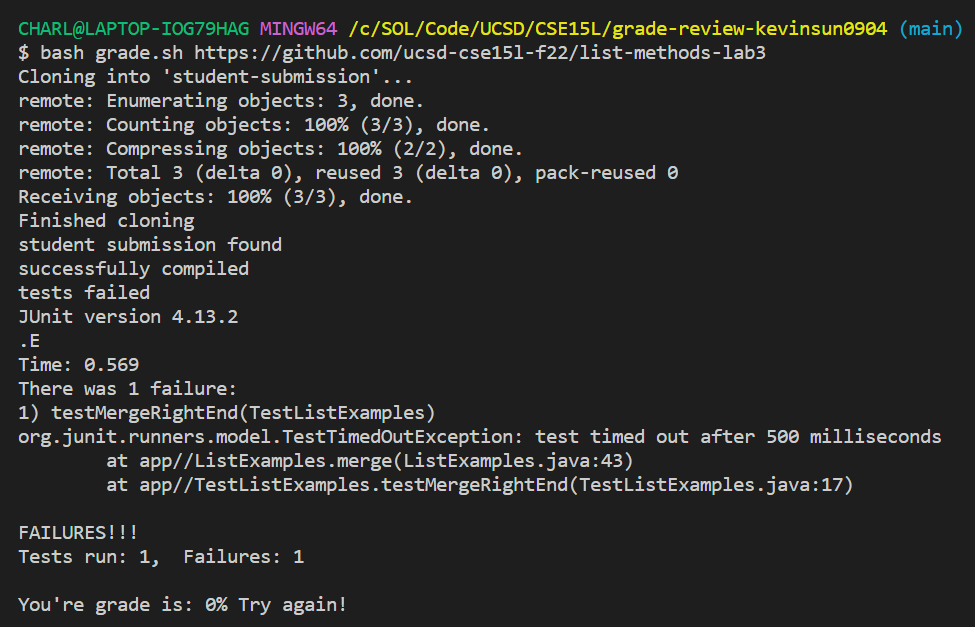 CHARL@LAPTOP-IOG79HAG MINGW64 /c/SOL/Code/UCSD/CSE15L/grade-review-kevinsun0904 (main)
$ bash grade.sh https://github.com/ucsd-cse15l-f22/list-methods-lab3
Cloning into 'student-submission'...
remote: Enumerating objects: 3, done.
remote: Counting objects: 100% (3/3), done.
remote: Compressing objects: 100% (2/2), done.
remote: Total 3 (delta 0), reused 3 (delta 0), pack-reused 0
Receiving objects: 100% (3/3), done.
Finished cloning
student submission found
successfully compiled
tests failed
JUnit version 4.13.2
.E
Time: 0.569
There was 1 failure:
1) testMergeRightEnd(TestListExamples)
org.junit.runners.model.TestTimedOutException: test timed out after 500 milliseconds
        at app//ListExamples.merge(ListExamples.java:43)
        at app//TestListExamples.testMergeRightEnd(TestListExamples.java:17)

FAILURES!!!
Tests run: 1,  Failures: 1

You're grade is: 0% Try again!